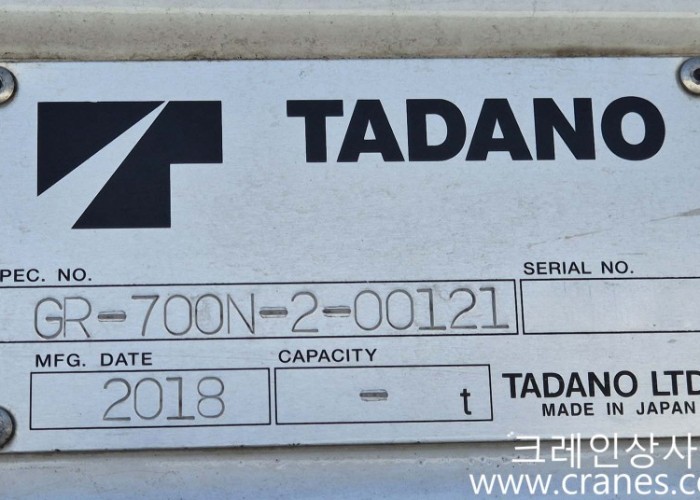 TADANO
PEC. NO.
SERIAL NO.
GR-700N-2-00121
MFG. DATE
CAPACITY
2018
- t
TADANO LTD
MADE IN JAPAN
크레인상사
www.cranes.co